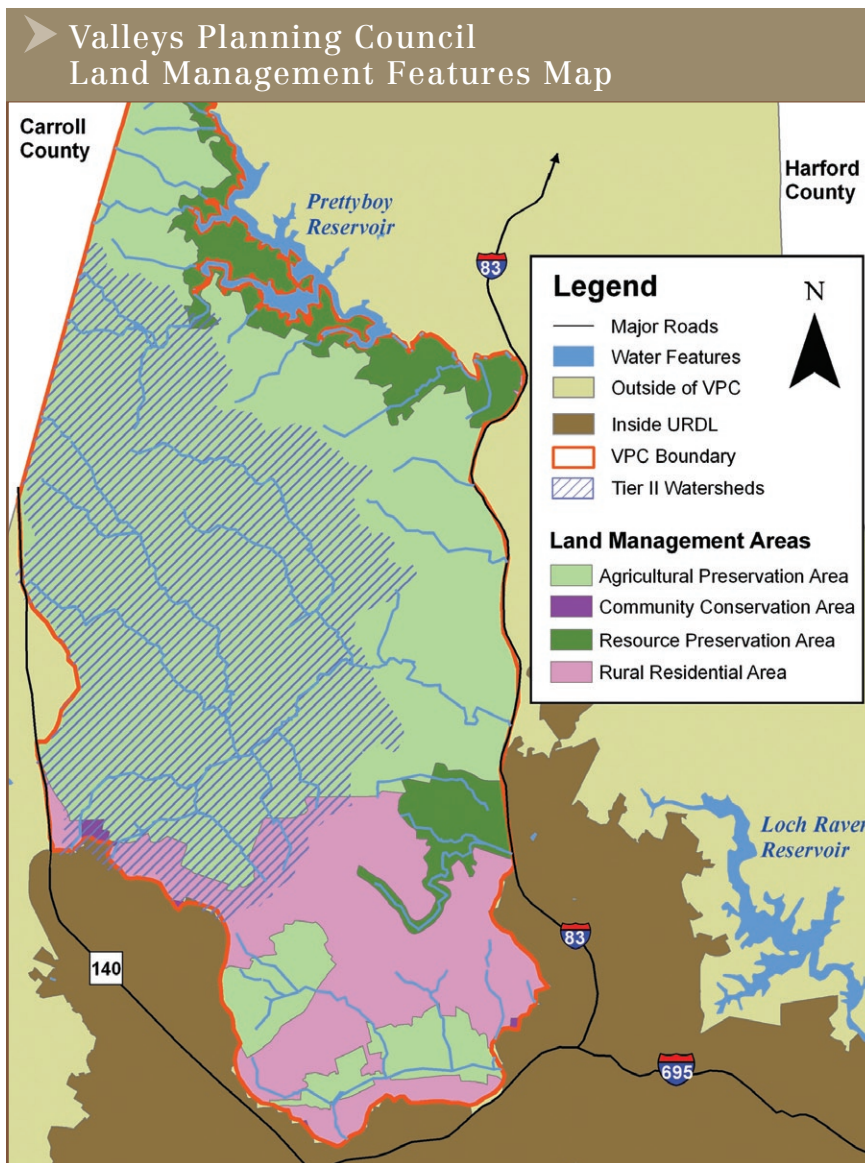 Valleys Planning Council
Land Management Features Map
Carroll
County
Prettyboy
Reservoir
Harford
County
83
Legend
N
Major Roads
Water Features
Outside of VPC
Inside URDL
VPC Boundary
Tier II Watersheds
Land Management Areas
Agricultural Preservation Area
Community Conservation Area
Resource Preservation Area
Rural Residential Area
Loch Raven
Reservoir
83
140
695